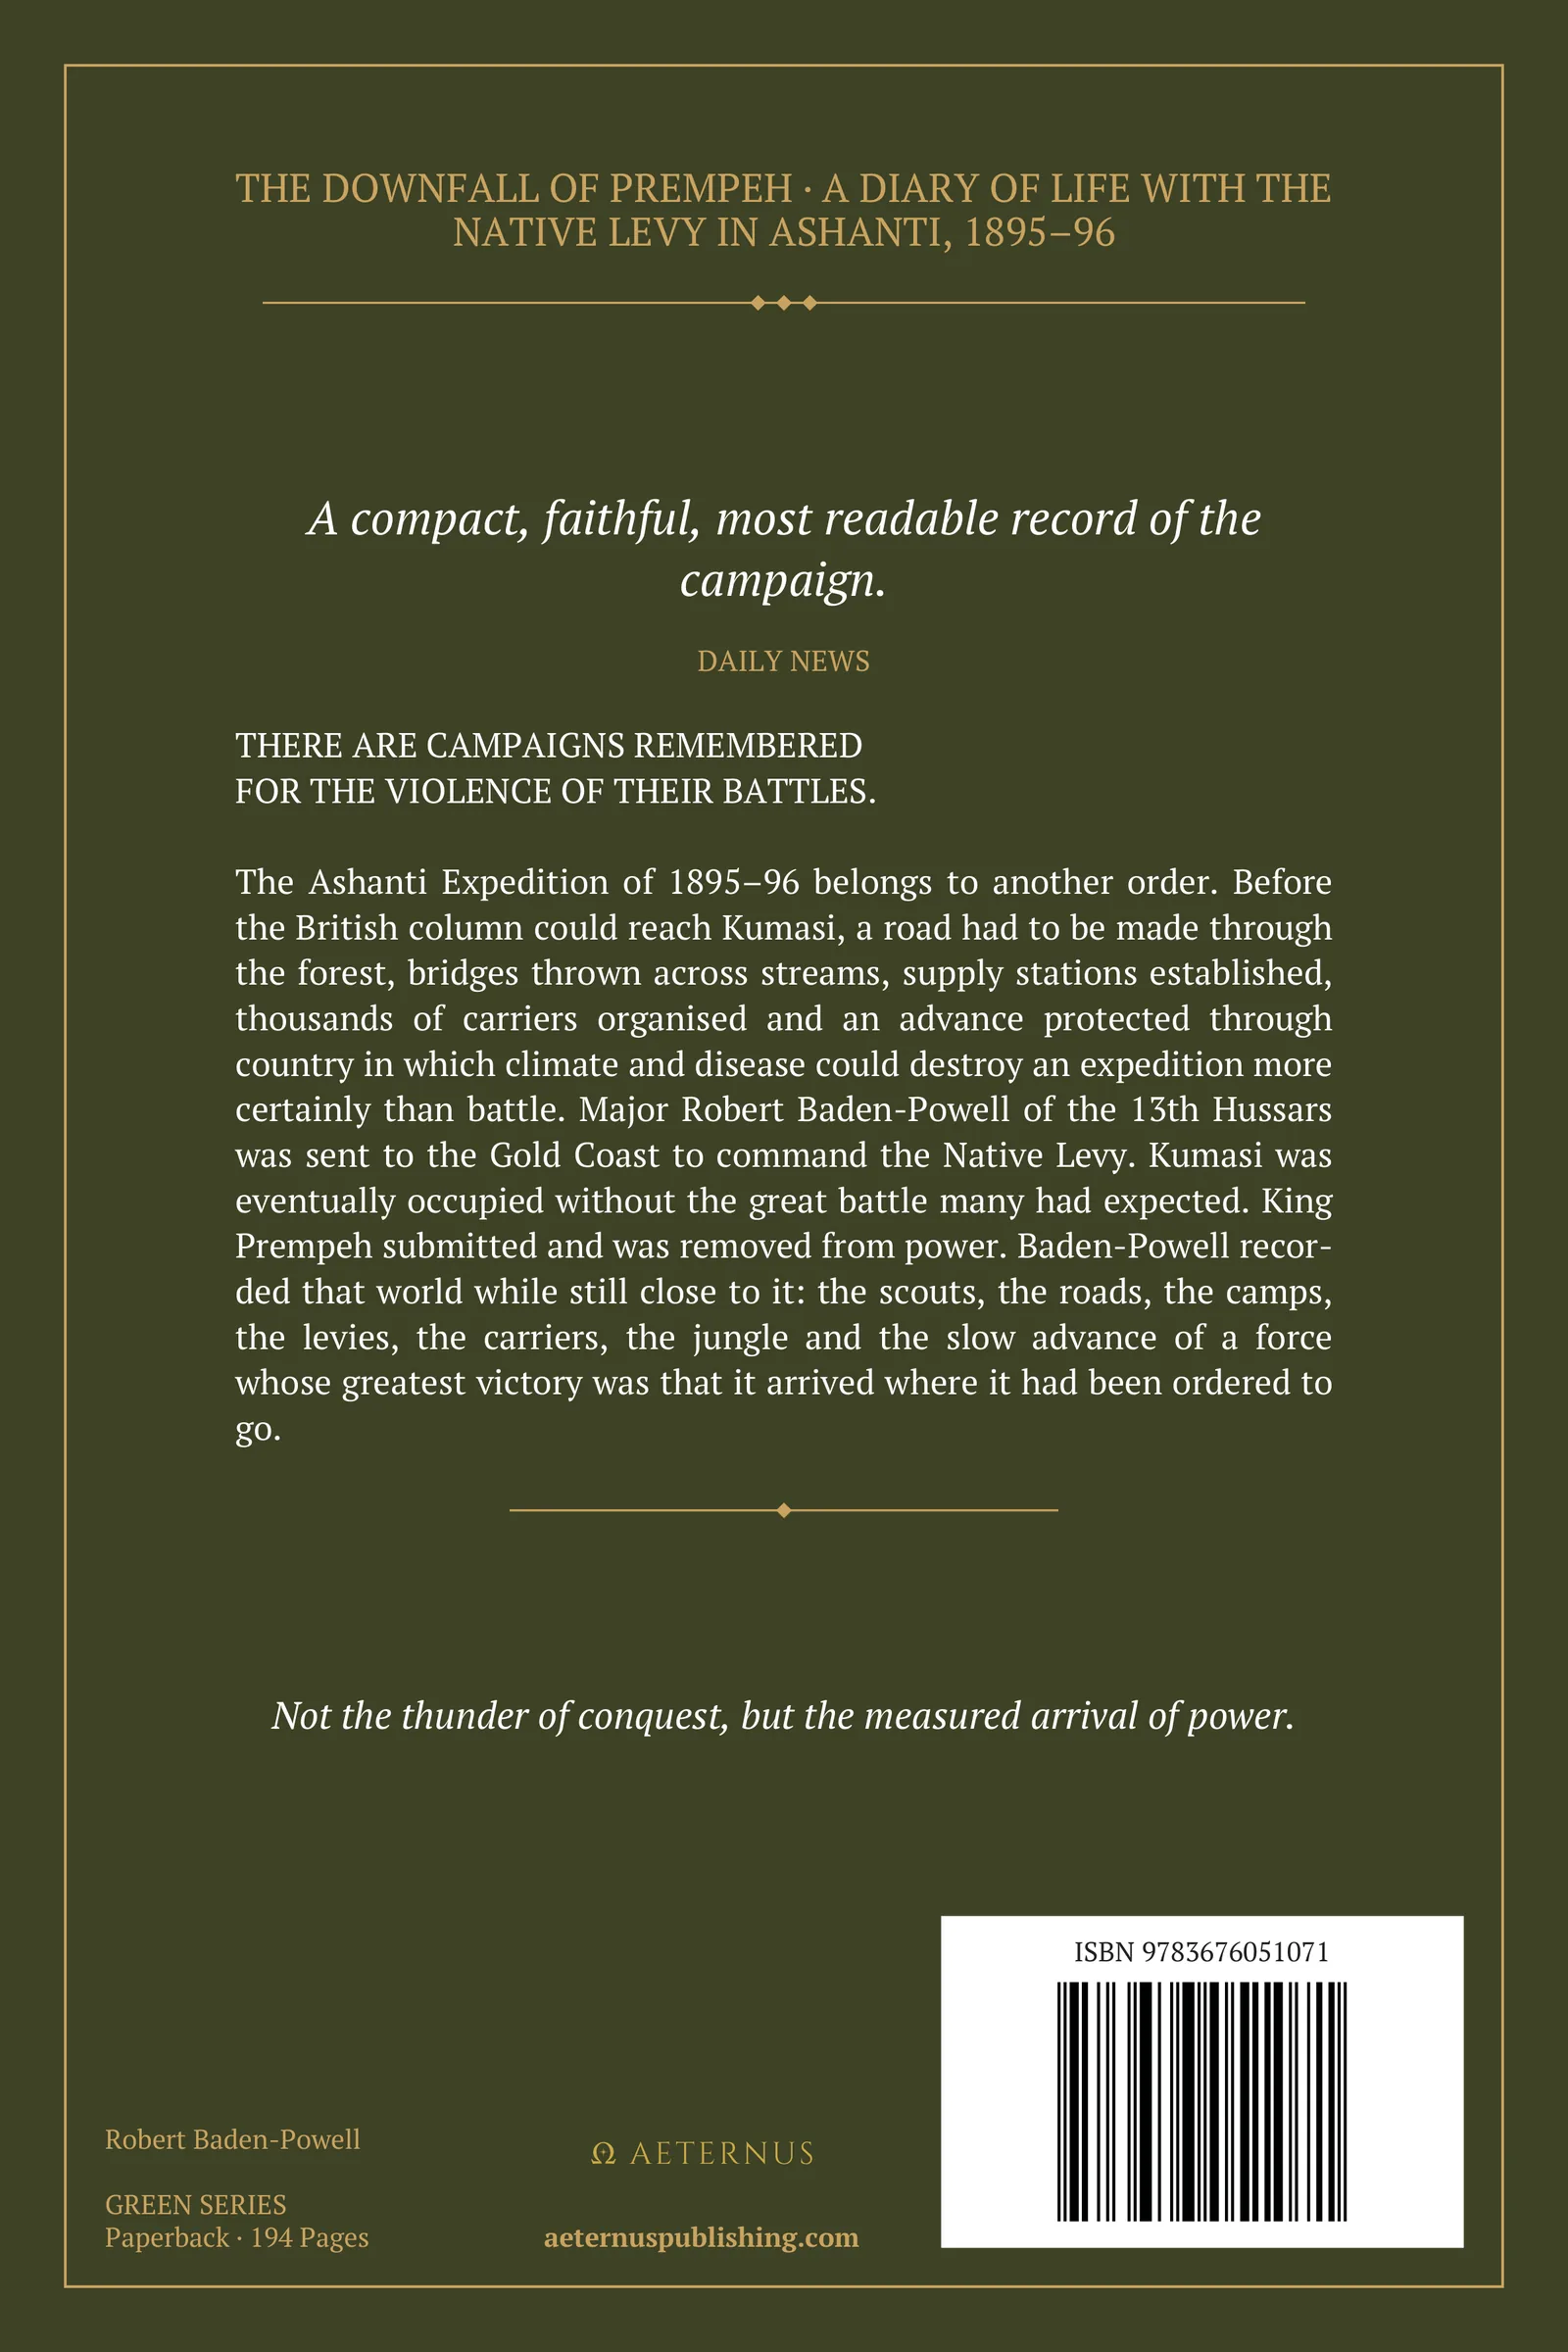 THE DOWNFALL OF PREMPEH · A DIARY OF LIFE WITH THE
NATIVE LEVY IN ASHANTI, 1895–96
A compact, faithful, most readable record of the
campaign.
DAILY NEWS
THERE ARE CAMPAIGNS REMEMBERED
FOR THE VIOLENCE OF THEIR BATTLES.
The Ashanti Expedition of 1895–96 belongs to another order. Before
the British column could reach Kumasi, a road had to be made through
the forest, bridges thrown across streams, supply stations established,
thousands of carriers organised and an advance protected through
country in which climate and disease could destroy an expedition more
certainly than battle. Major Robert Baden-Powell of the 13th Hussars
was sent to the Gold Coast to command the Native Levy. Kumasi was
eventually occupied without the great battle many had expected. King
Prempeh submitted and was removed from power. Baden-Powell recor-
ded that world while still close to it: the scouts, the roads, the camps,
the levies, the carriers, the jungle and the slow advance of a force
whose greatest victory was that it arrived where it had been ordered to
go.
Not the thunder of conquest, but the measured arrival of power.
ISBN 9783676051071
Robert Baden-Powell
GREEN SERIES
Paperback · 194 Pages
Ω AETERNUS
aeternuspublishing.com